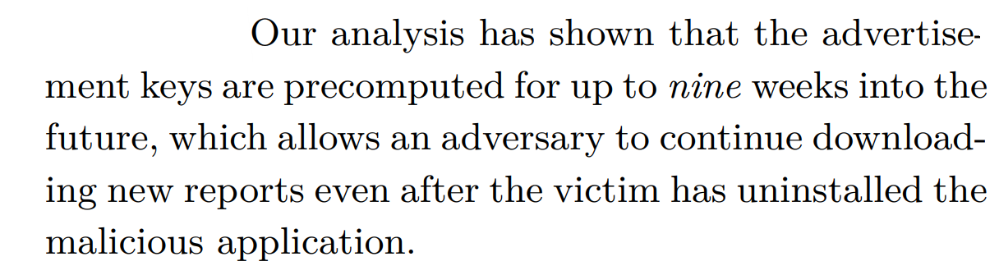 Our analysis has shown that the advertise-
ment keys are precomputed for up to nine weeks into the
future, which allows an adversary to continue download-
ing new reports even after the victim has uninstalled the
malicious application.